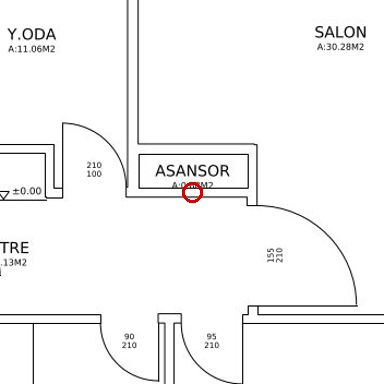 Y.ODA
A:11.06M2
SALON
A:30.28M2
210
100
ASANSOR
±0.00
TRE
.13M2
155
210
90
210
95
210